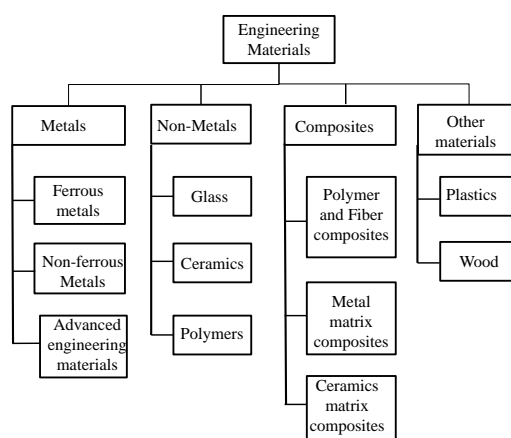 Engineering
Materials
Metals
Non-Metals
Composites
Other
materials
Ferrous
metals
Non-ferrous
Metals
Advanced
engineering
materials
Glass
Ceramics
Polymers
Polymer
and Fiber
composites
Metal
matrix
composites
Ceramics
matrix
composites
Plastics
Wood